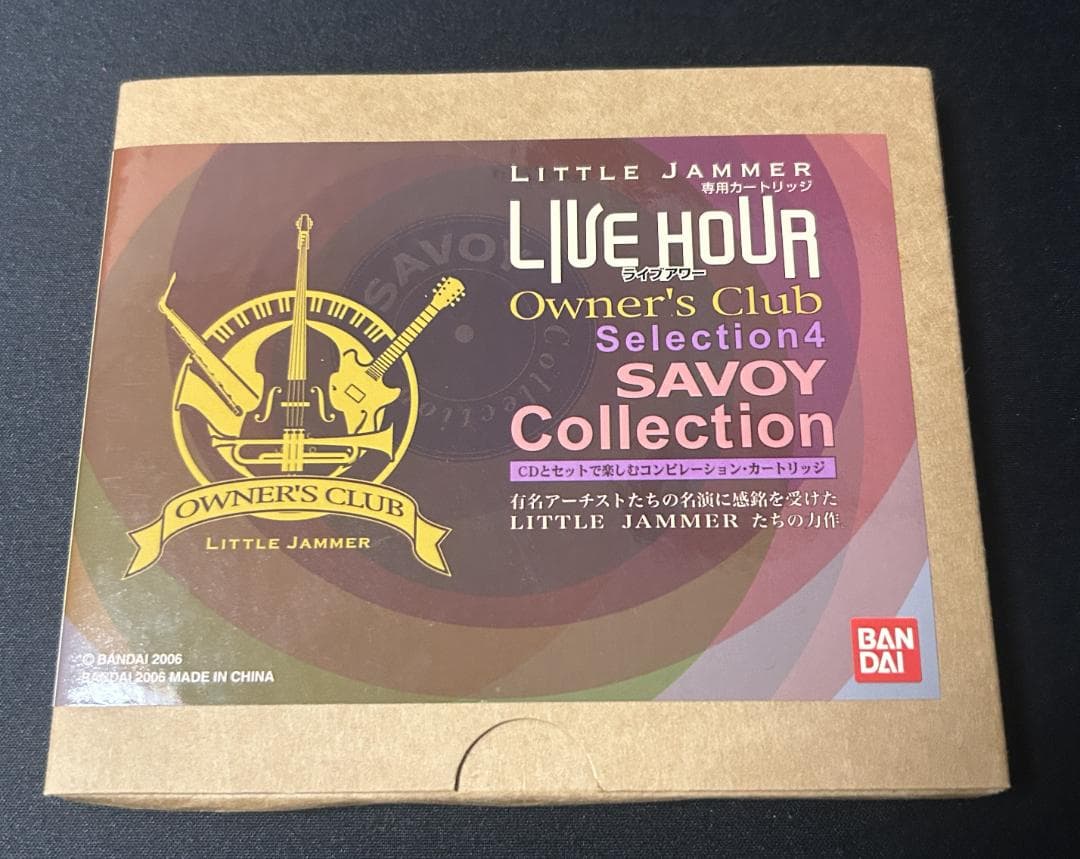 LITTLE JAMMER
専用カートリッジ
LIVE HOUR
ライブアワー
Owner's Club
Selection4
SAVOY
Collection
CDとセットで楽しむコンピレーション・カートリッジ
有名アーチストたちの名演に感銘を受けた
LITTLE JAMMER たちの力作
SAVOY
Collection
OWNER'S CLUB
LITTLE JAMMER
© BANDAI 2006
BANDAI 2006 MADE IN CHINA
BAN
DAI